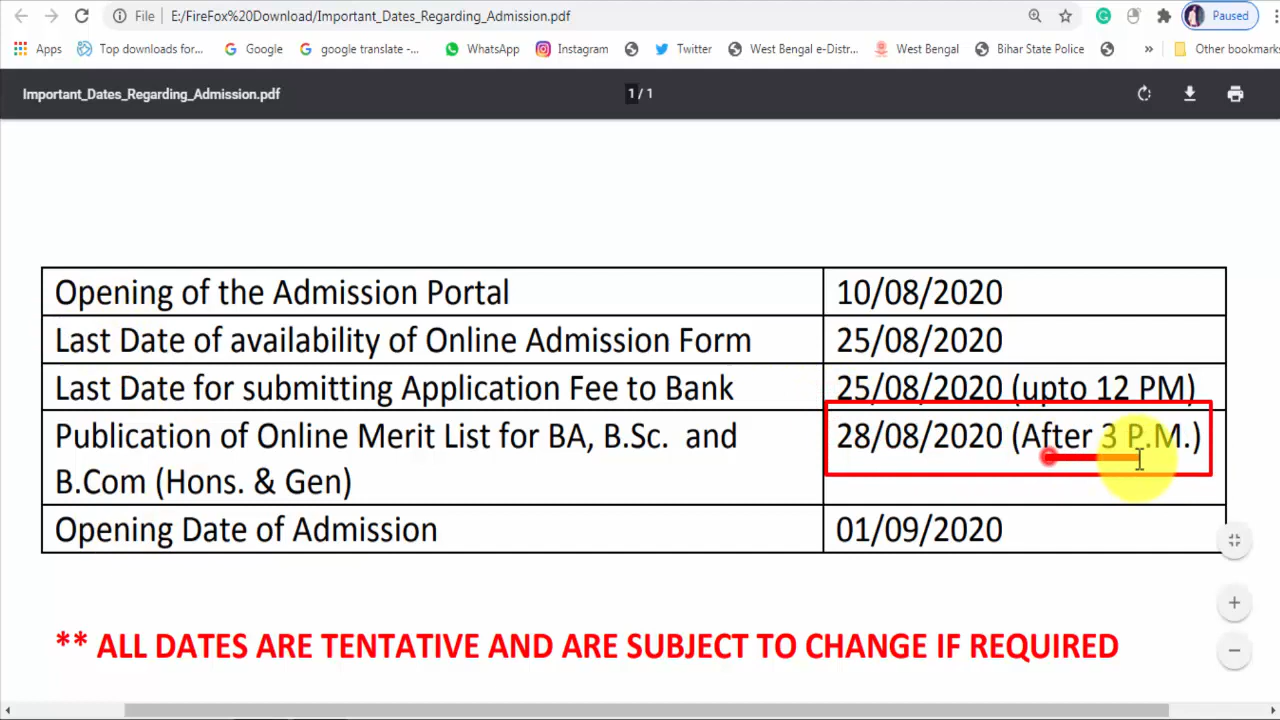 File E:/FireFox%20Download/Important_Dates_Regarding_Admission.pdf Paused
Apps Top downloads for... Google google translate -... WhatsApp Instagram Twitter West Bengal e-Distr... West Bengal Bihar State Police » Other bookmark
Important_Dates_Regarding_Admission.pdf 1 / 1
Opening of the Admission Portal 10/08/2020
Last Date of availability of Online Admission Form 25/08/2020
Last Date for submitting Application Fee to Bank 25/08/2020 (upto 12 PM)
Publication of Online Merit List for BA, B.Sc. and 28/08/2020 (After 3 P.M.)
B.Com (Hons. & Gen)
Opening Date of Admission 01/09/2020
** ALL DATES ARE TENTATIVE AND ARE SUBJECT TO CHANGE IF REQUIRED